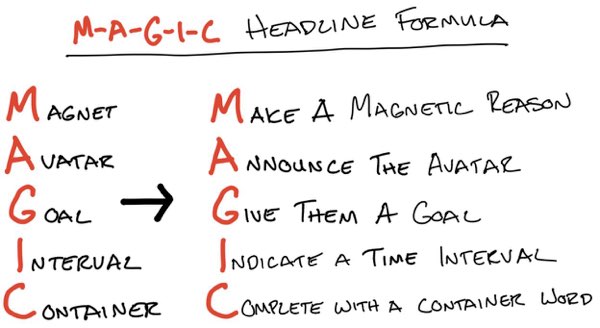 M-A-G-I-C HEADLINE FORMULA
MAGNET
AVATAR
GOAL
INTERVAL
CONTAINER
MAKE A MAGNETIC REASON
ANNOUNCE THE AVATAR
GIVE THEM A GOAL
INDICATE A TIME INTERVAL
COMPLETE WITH A CONTAINER WORD